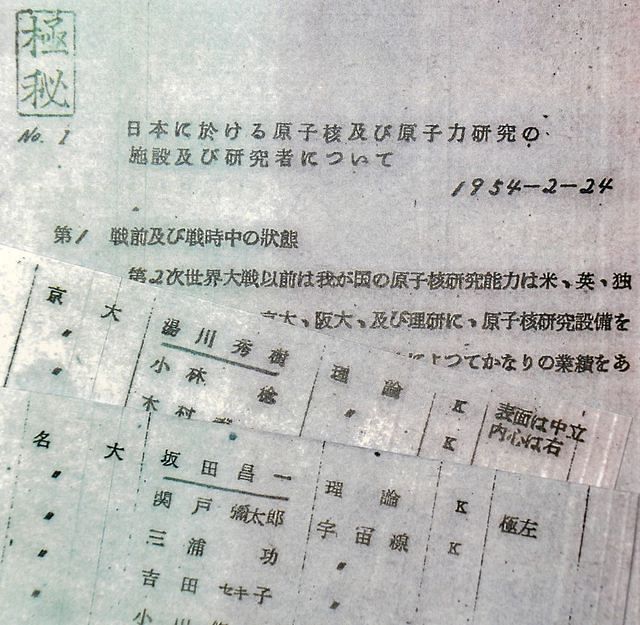 極秘
No. 1
日本に於ける原子核及び原子力研究の
施設及び研究者について
1954-2-24
第1 戦前及び戦時中の状態
第2次世界大戦以前は我が国の原子核研究能力は米、英、独
大、阪大、及び理研に、原子核研究設備を
よつてかなりの業績をあ
京大 湯川秀樹 理論 K 表面は中立
内心は右
〃 小林稔 〃 K
〃 木村
名大 坂田昌一 理論 K 極左
〃 関戸彌太郎 宇宙線 K
〃 三浦功 〃
〃 吉田セキ子 〃
〃 小川